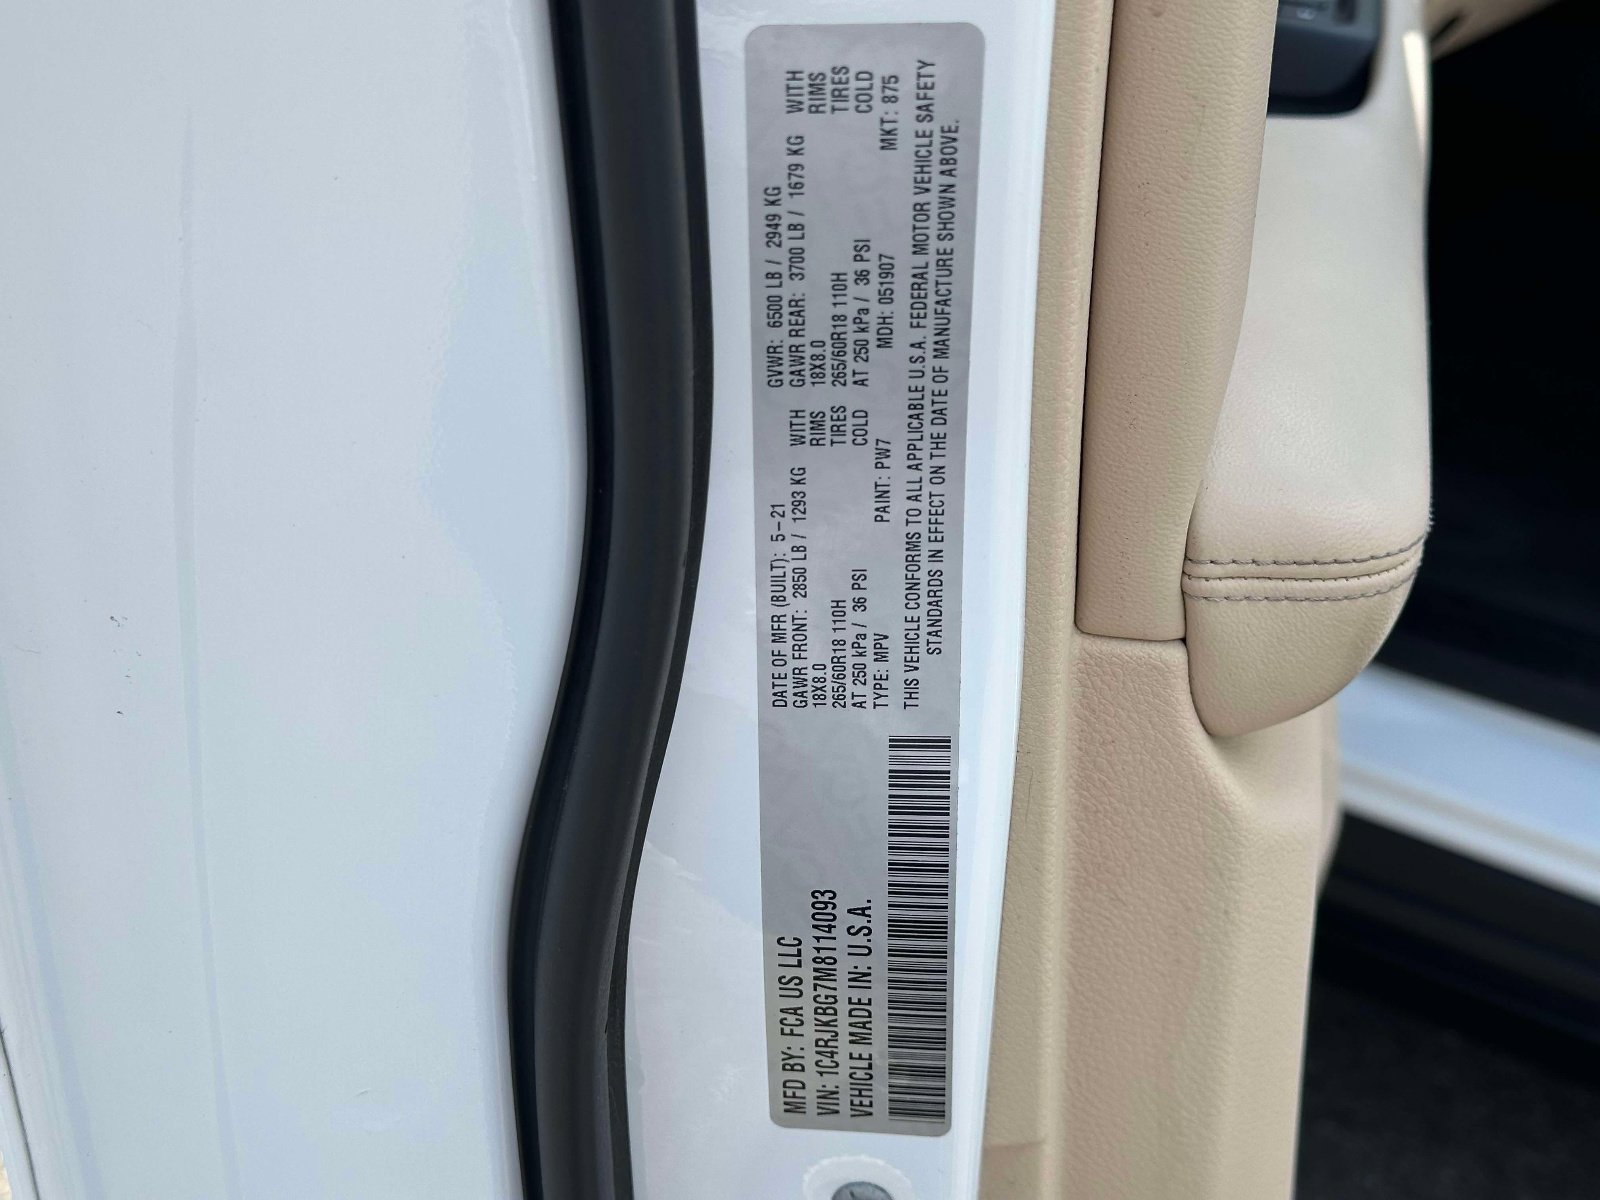 MFD BY: FCA US LLC
VIN: 1C4RJKBG7M8114093
VEHICLE MADE IN: U.S.A.
DATE OF MFR (BUILT): 5-21 GVWR: 6500 LB / 2949 KG
GAWR FRONT: 2850 LB / 1293 KG WITH GAWR REAR: 3700 LB / 1679 KG WITH
18X8.0 RIMS 18X8.0 RIMS
265/60R18 110H TIRES 265/60R18 110H TIRES
AT 250 kPa / 36 PSI COLD AT 250 kPa / 36 PSI COLD
TYPE: MPV PAINT: PW7 MDH: 051907 MKT: 875
THIS VEHICLE CONFORMS TO ALL APPLICABLE U.S.A. FEDERAL MOTOR VEHICLE SAFETY
STANDARDS IN EFFECT ON THE DATE OF MANUFACTURE SHOWN ABOVE.